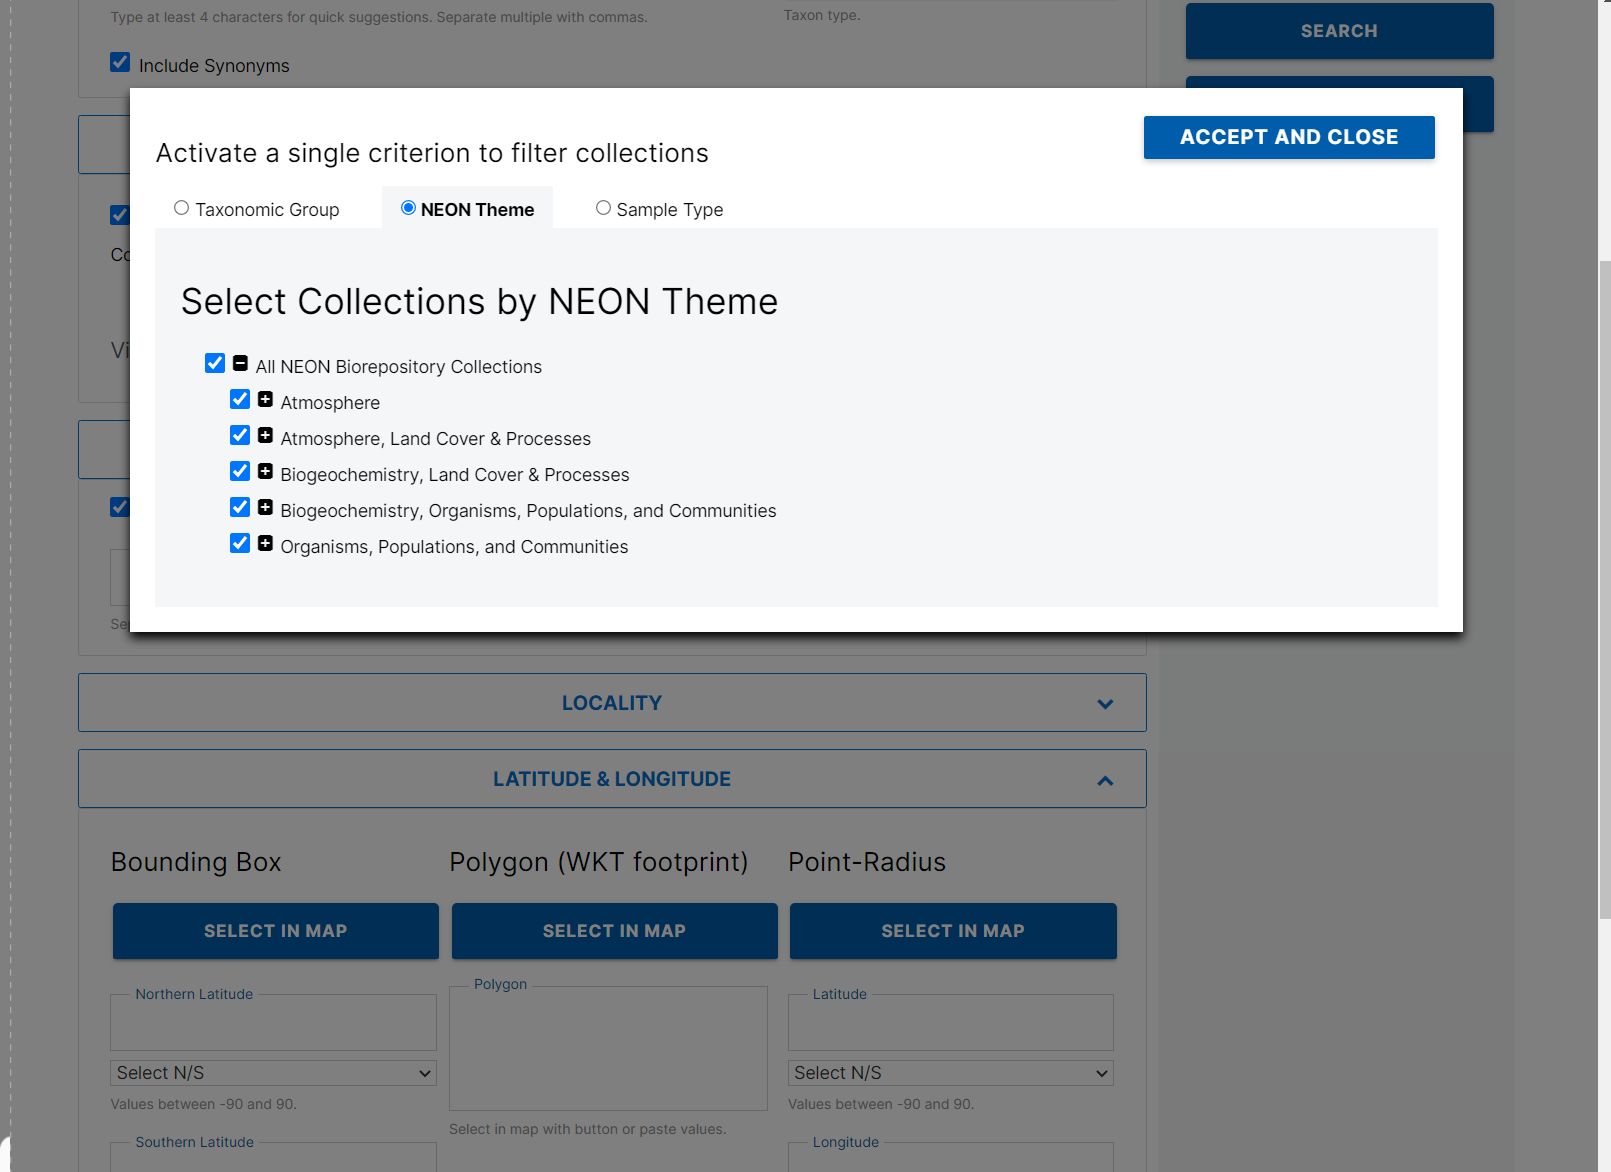 Type at least 4 characters for quick suggestions. Separate multiple with commas.
Taxon type.
SEARCH
Include Synonyms
Activate a single criterion to filter collections
ACCEPT AND CLOSE
Taxonomic Group
NEON Theme
Sample Type
Select Collections by NEON Theme
All NEON Biorepository Collections
Atmosphere
Atmosphere, Land Cover & Processes
Biogeochemistry, Land Cover & Processes
Biogeochemistry, Organisms, Populations, and Communities
Organisms, Populations, and Communities
LOCALITY
LATITUDE & LONGITUDE
Bounding Box
Polygon (WKT footprint)
Point-Radius
SELECT IN MAP
SELECT IN MAP
SELECT IN MAP
Northern Latitude
Polygon
Latitude
Select N/S
Select N/S
Values between -90 and 90.
Values between -90 and 90.
Select in map with button or paste values.
Southern Latitude
Longitude